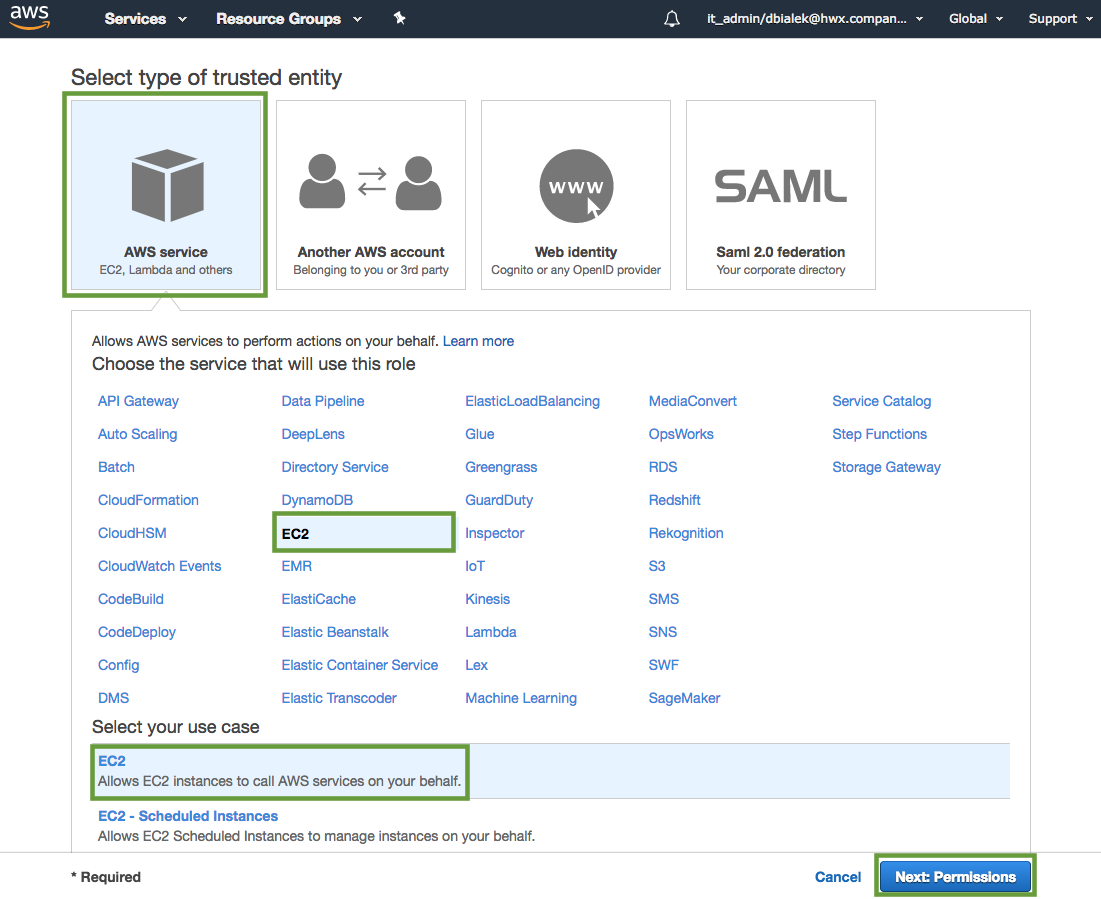 aws Services Resource Groups it_admin/dbialek@hwx.compan... Global Support
Select type of trusted entity
www SAML
AWS service Another AWS account Web identity Saml 2.0 federation
EC2, Lambda and others Belonging to you or 3rd party Cognito or any OpenID provider Your corporate directory
Allows AWS services to perform actions on your behalf. Learn more
Choose the service that will use this role
API Gateway Data Pipeline ElasticLoadBalancing MediaConvert Service Catalog
Auto Scaling DeepLens Glue OpsWorks Step Functions
Batch Directory Service Greengrass RDS Storage Gateway
CloudFormation DynamoDB GuardDuty Redshift
CloudHSM EC2 Inspector Rekognition
CloudWatch Events EMR IoT S3
CodeBuild ElastiCache Kinesis SMS
CodeDeploy Elastic Beanstalk Lambda SNS
Config Elastic Container Service Lex SWF
DMS Elastic Transcoder Machine Learning SageMaker
Select your use case
EC2
Allows EC2 instances to call AWS services on your behalf.
EC2 - Scheduled Instances
Allows EC2 Scheduled Instances to manage instances on your behalf.
* Required Cancel Next: Permissions